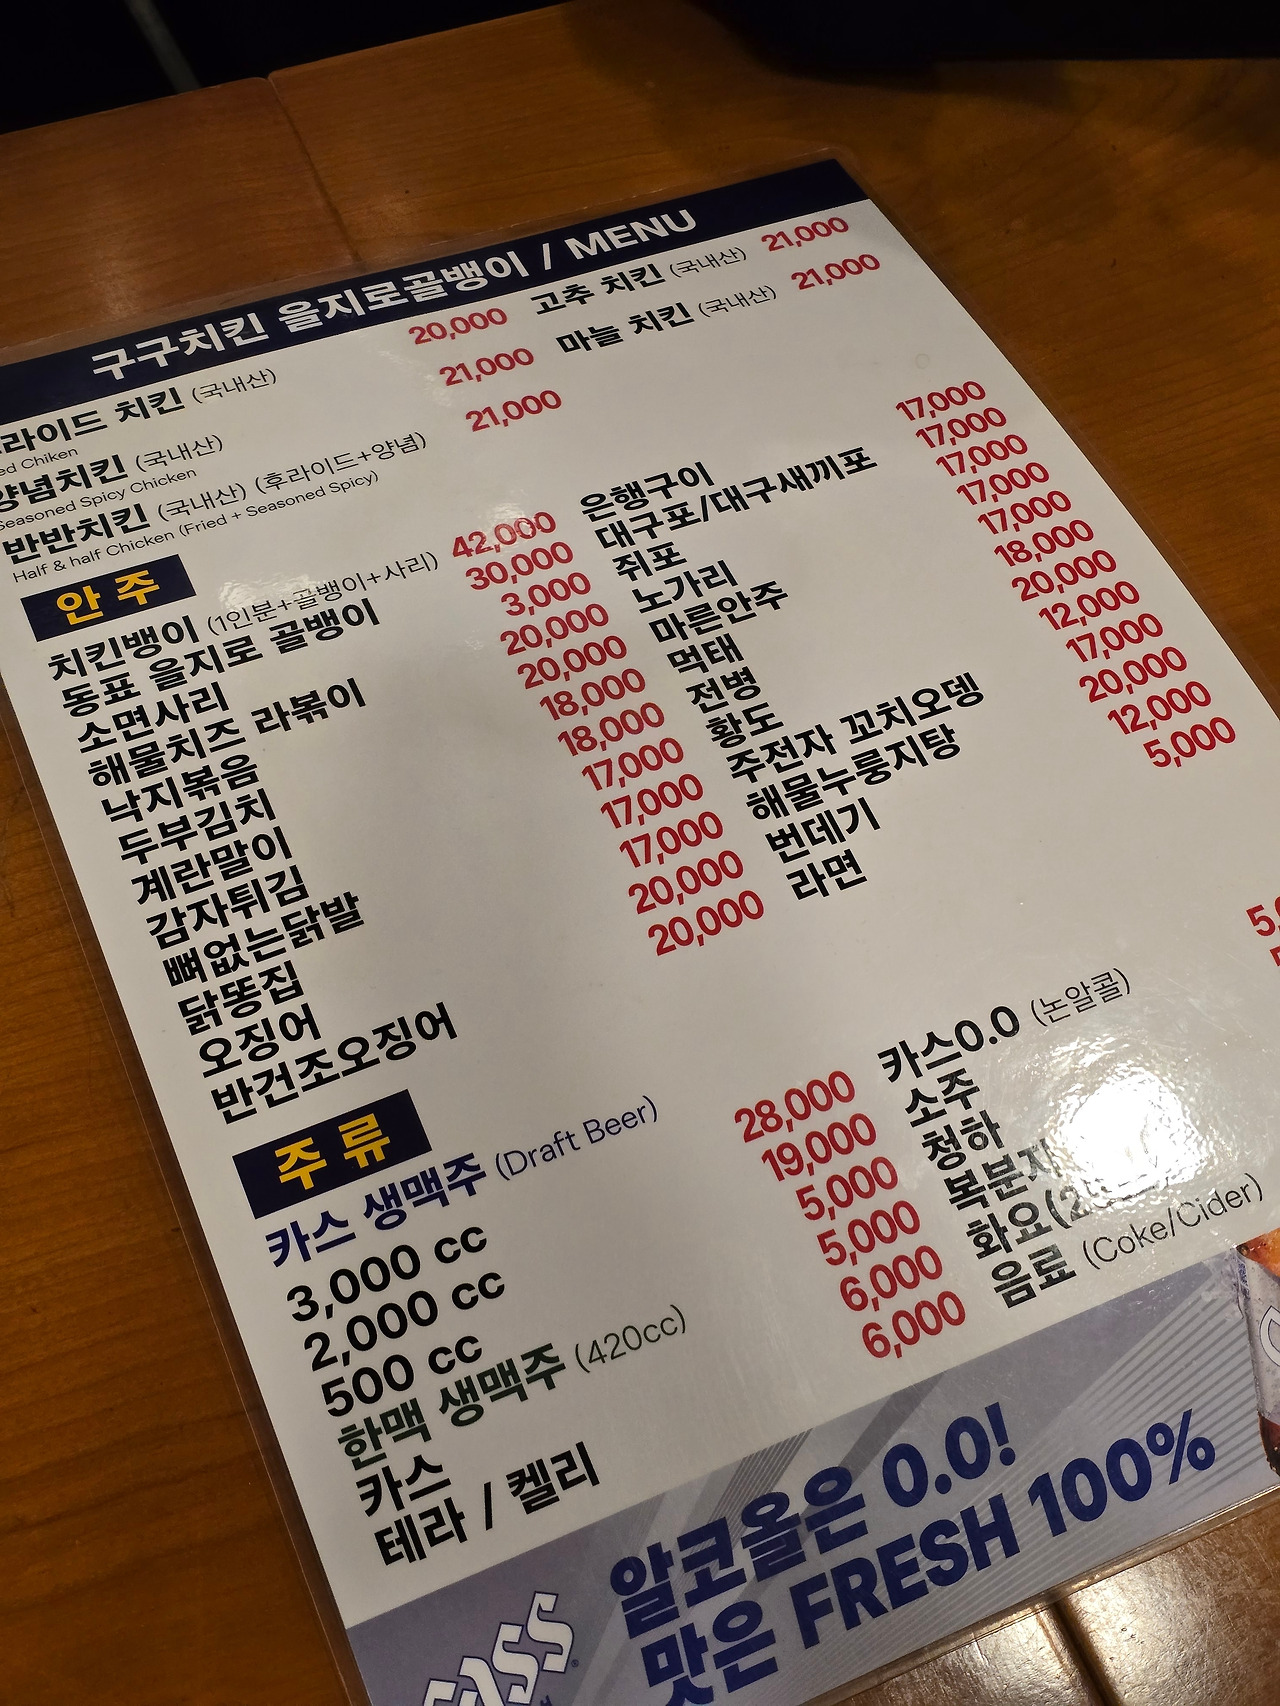 구구치킨 을지로골뱅이 / MENU
라이드 치킨 (국내산) 20,000
Chiken
양념치킨 (국내산) 21,000
Seasoned Spicy Chicken
반반치킨 (국내산) (후라이드+양념) 21,000
Half & half Chicken (Fried + Seasoned Spicy)
고추 치킨 (국내산) 21,000
마늘 치킨 (국내산) 21,000
안 주
치킨뱅이 (1인분+골뱅이+사리) 42,000
동표 을지로 골뱅이 30,000
소면사리 3,000
해물치즈 라볶이 20,000
낙지볶음 20,000
두부김치 18,000
계란말이 18,000
감자튀김 17,000
뼈없는닭발 17,000
닭똥집 17,000
오징어 20,000
반건조오징어 20,000
은행구이 17,000
대구포/대구새끼포 17,000
쥐포 17,000
노가리 17,000
마른안주 17,000
먹태 18,000
전병 20,000
황도 12,000
주전자 꼬치오뎅 17,000
해물누룽지탕 20,000
번데기 12,000
라면 5,000
주 류
카스 생맥주 (Draft Beer)
3,000 cc 28,000
2,000 cc 19,000
500 cc 5,000
한맥 생맥주 (420cc) 5,000
카스 6,000
테라 / 켈리 6,000
카스0.0 (논알콜)
소주
청하
복분자
화요
음료 (Coke/Cider)
알코올은 0.0!
맛은 FRESH 100%
CASS